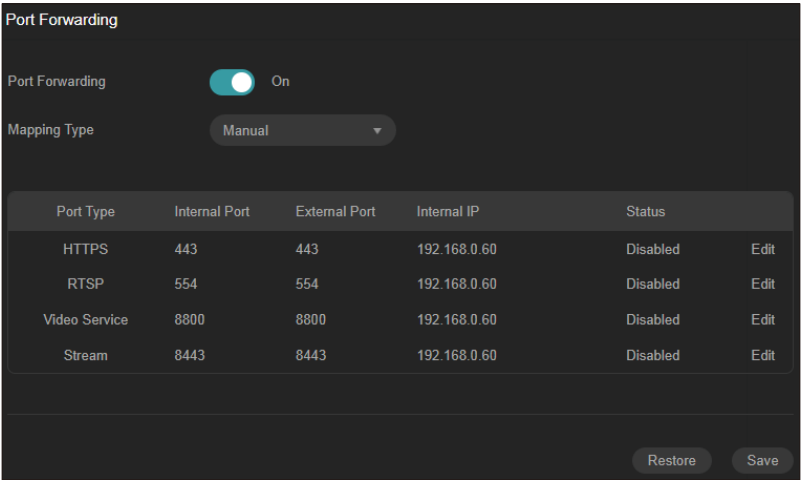 Port Forwarding
Port Forwarding On
Mapping Type Manual
Port Type Internal Port External Port Internal IP Status
HTTPS 443 443 192.168.0.60 Disabled Edit
RTSP 554 554 192.168.0.60 Disabled Edit
Video Service 8800 8800 192.168.0.60 Disabled Edit
Stream 8443 8443 192.168.0.60 Disabled Edit
Restore Save